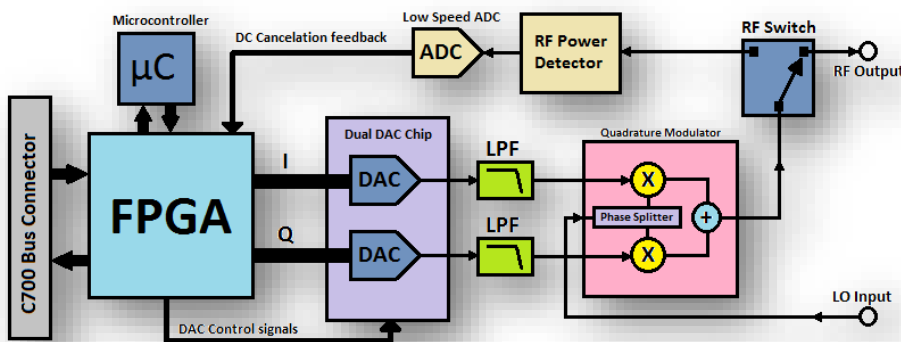 Microcontroller
µC
DC Cancelation feedback
Low Speed ADC
ADC
RF Power
Detector
RF Switch
RF Output
C700 Bus Connector
FPGA
I
Q
Dual DAC Chip
DAC
DAC
LPF
LPF
Quadrature Modulator
X
Phase Splitter
+
X
LO Input
DAC Control signals